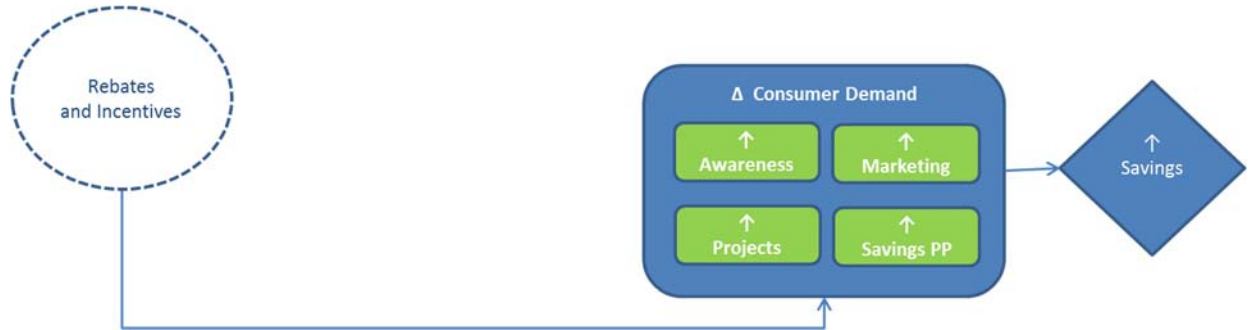 Rebates
and Incentives
Δ Consumer Demand
↑
Awareness
↑
Marketing
↑
Projects
↑
Savings PP
↑
Savings